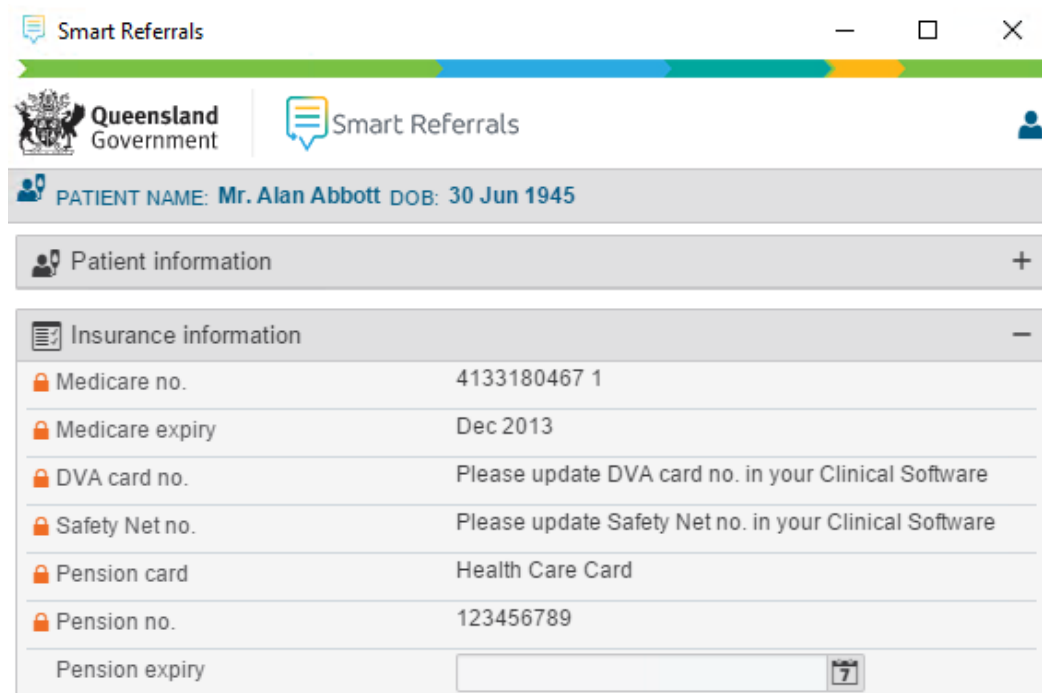 Smart Referrals
Queensland
Government
Smart Referrals
PATIENT NAME: Mr. Alan Abbott DOB: 30 Jun 1945
Patient information
Insurance information
Medicare no. 4133180467 1
Medicare expiry Dec 2013
DVA card no. Please update DVA card no. in your Clinical Software
Safety Net no. Please update Safety Net no. in your Clinical Software
Pension card Health Care Card
Pension no. 123456789
Pension expiry 7